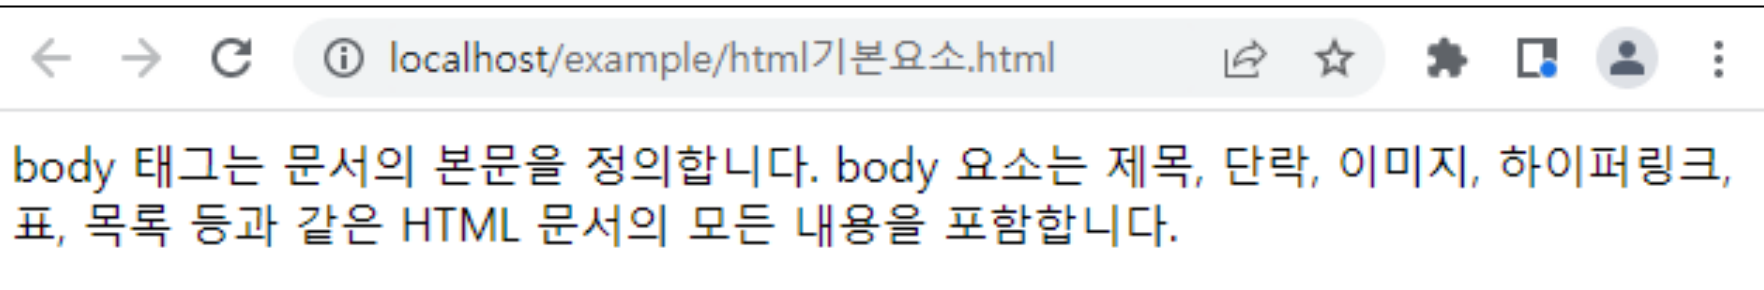 localhost/example/html기본요소.html
body 태그는 문서의 본문을 정의합니다. body 요소는 제목, 단락, 이미지, 하이퍼링크,
표, 목록 등과 같은 HTML 문서의 모든 내용을 포함합니다.